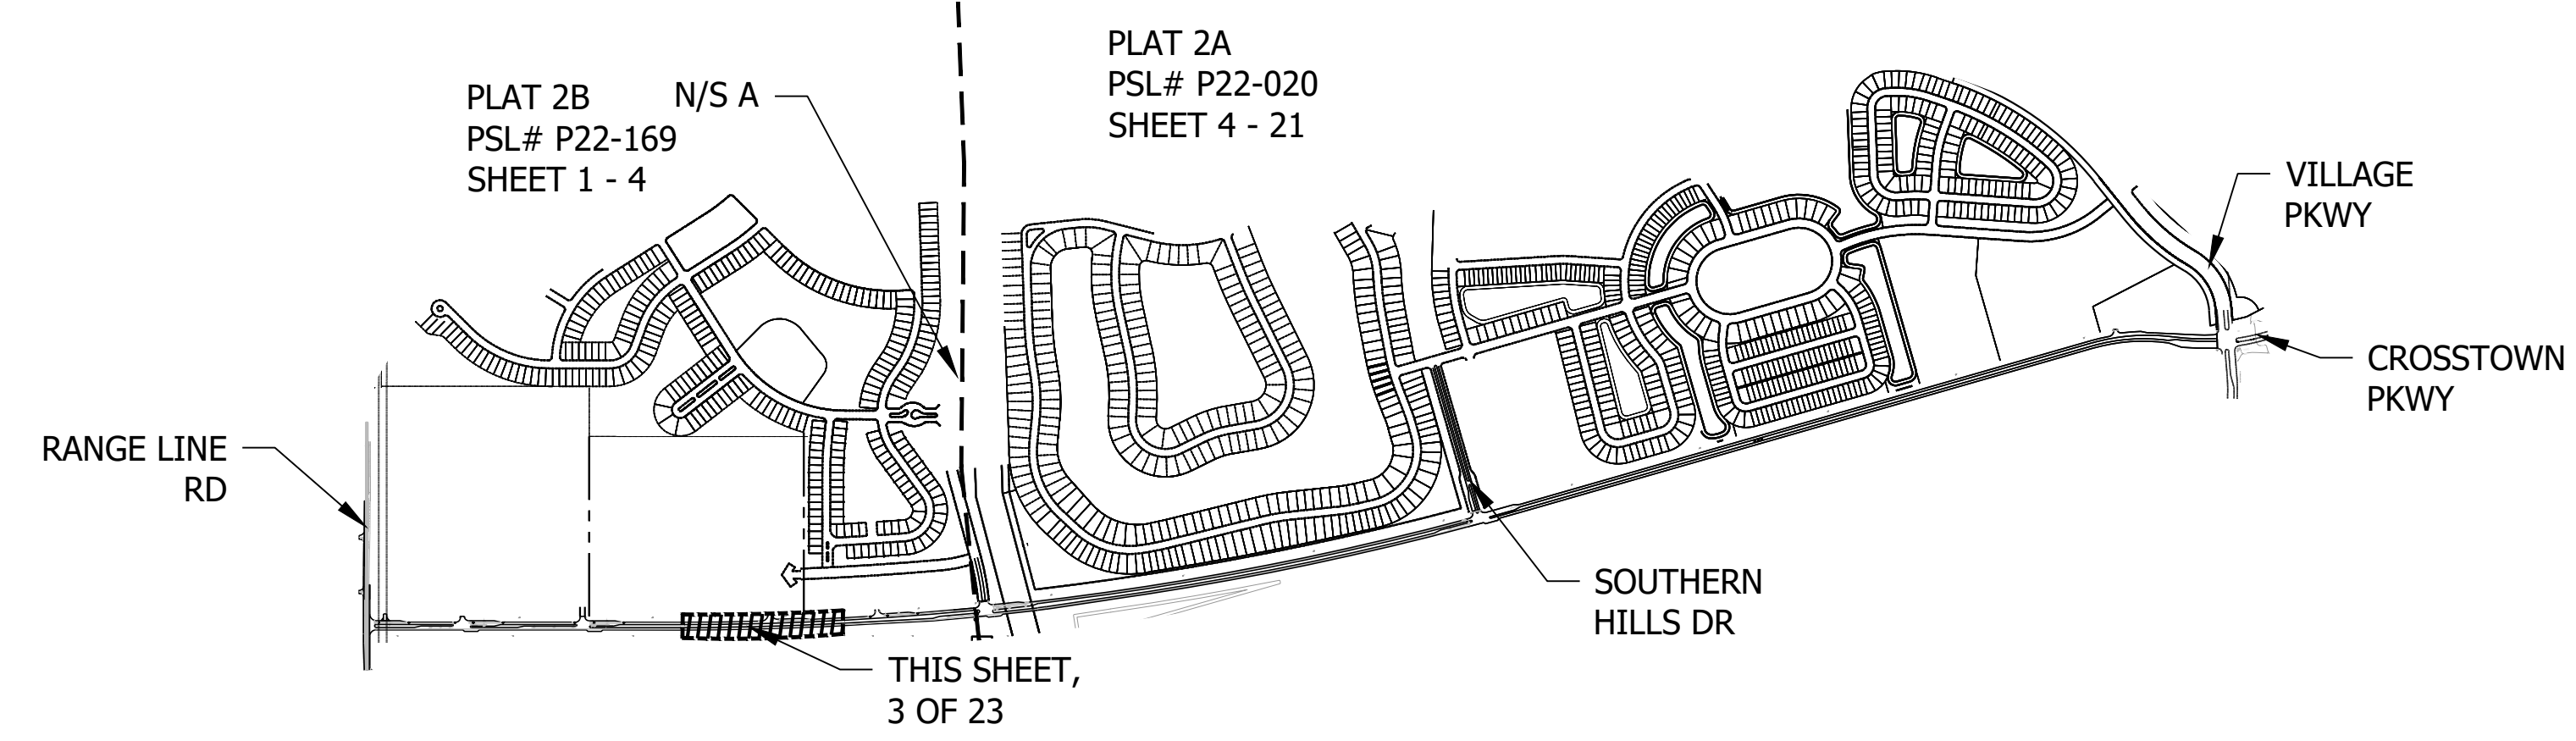 PLAT 2A
PSL# P22-020
SHEET 4 - 21
PLAT 2B
PSL# P22-169
SHEET 1 - 4
N/S A
VILLAGE
PKWY
CROSSTOWN
PKWY
RANGE LINE
RD
SOUTHERN
HILLS DR
THIS SHEET,
3 OF 23